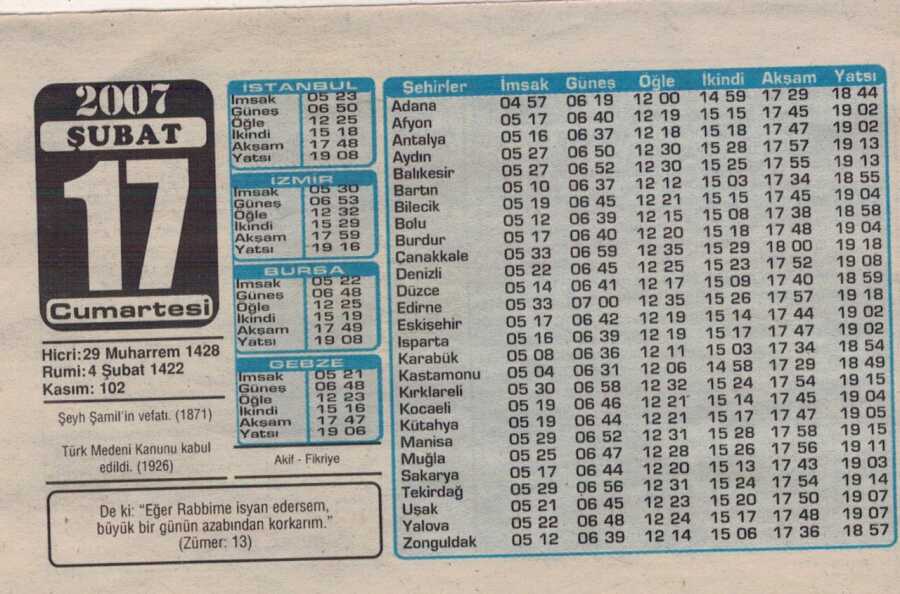 2007
ŞUBAT
17
Cumartesi
Hicri:29 Muharrem 1428
Rumi:4 Şubat 1422
Kasım: 102
Şeyh Şamil'in vefatı. (1871)
Türk Medeni Kanunu kabul
edildi. (1926)
İSTANBUL
İmsak 05 23
Güneş 06 50
Öğle 12 25
İkindi 15 18
Akşam 17 48
Yatsı 19 08
İZMİR
İmsak 05 30
Güneş 06 53
Öğle 12 32
İkindi 15 29
Akşam 17 59
Yatsı 19 16
BURSA
İmsak 05 22
Güneş 06 48
Öğle 12 25
İkindi 15 19
Akşam 17 49
Yatsı 19 08
GEBZE
İmsak 05 21
Güneş 06 48
Öğle 12 23
İkindi 15 16
Akşam 17 47
Yatsı 19 06
Akif - Fikriye
De ki: “Eğer Rabbime isyan edersem,
büyük bir günün azabından korkarım.”
(Zümer: 13)
Şehirler İmsak Güneş Öğle İkindi Akşam Yatsı
Adana 04 57 06 19 12 00 14 59 17 29 18 44
Afyon 05 17 06 40 12 19 15 15 17 45 19 02
Antalya 05 16 06 37 12 18 15 18 17 47 19 02
Aydın 05 27 06 50 12 30 15 28 17 57 19 13
Balıkesir 05 27 06 52 12 30 15 25 17 55 19 13
Bartın 05 10 06 37 12 12 15 03 17 34 18 55
Bilecik 05 19 06 45 12 21 15 15 17 45 19 04
Bolu 05 12 06 39 12 15 15 08 17 38 18 58
Burdur 05 17 06 40 12 20 15 18 17 48 19 04
Çanakkale 05 33 06 59 12 35 15 29 18 00 19 18
Denizli 05 22 06 45 12 25 15 23 17 52 19 08
Düzce 05 14 06 41 12 17 15 09 17 40 18 59
Edirne 05 33 07 00 12 35 15 26 17 57 19 18
Eskişehir 05 17 06 42 12 19 15 14 17 44 19 02
Isparta 05 16 06 39 12 19 15 17 17 47 19 02
Karabük 05 08 06 36 12 11 15 03 17 34 18 54
Kastamonu 05 04 06 31 12 06 14 58 17 29 18 49
Kırklareli 05 30 06 58 12 32 15 24 17 54 19 15
Kocaeli 05 19 06 46 12 21 15 14 17 45 19 04
Kütahya 05 19 06 44 12 21 15 17 17 47 19 05
Manisa 05 29 06 52 12 31 15 28 17 58 19 15
Muğla 05 25 06 47 12 28 15 26 17 56 19 11
Sakarya 05 17 06 44 12 20 15 13 17 43 19 03
Tekirdağ 05 29 06 56 12 31 15 24 17 54 19 14
Uşak 05 21 06 45 12 23 15 20 17 50 19 07
Yalova 05 22 06 48 12 24 15 17 17 48 19 07
Zonguldak 05 12 06 39 12 14 15 06 17 36 18 57